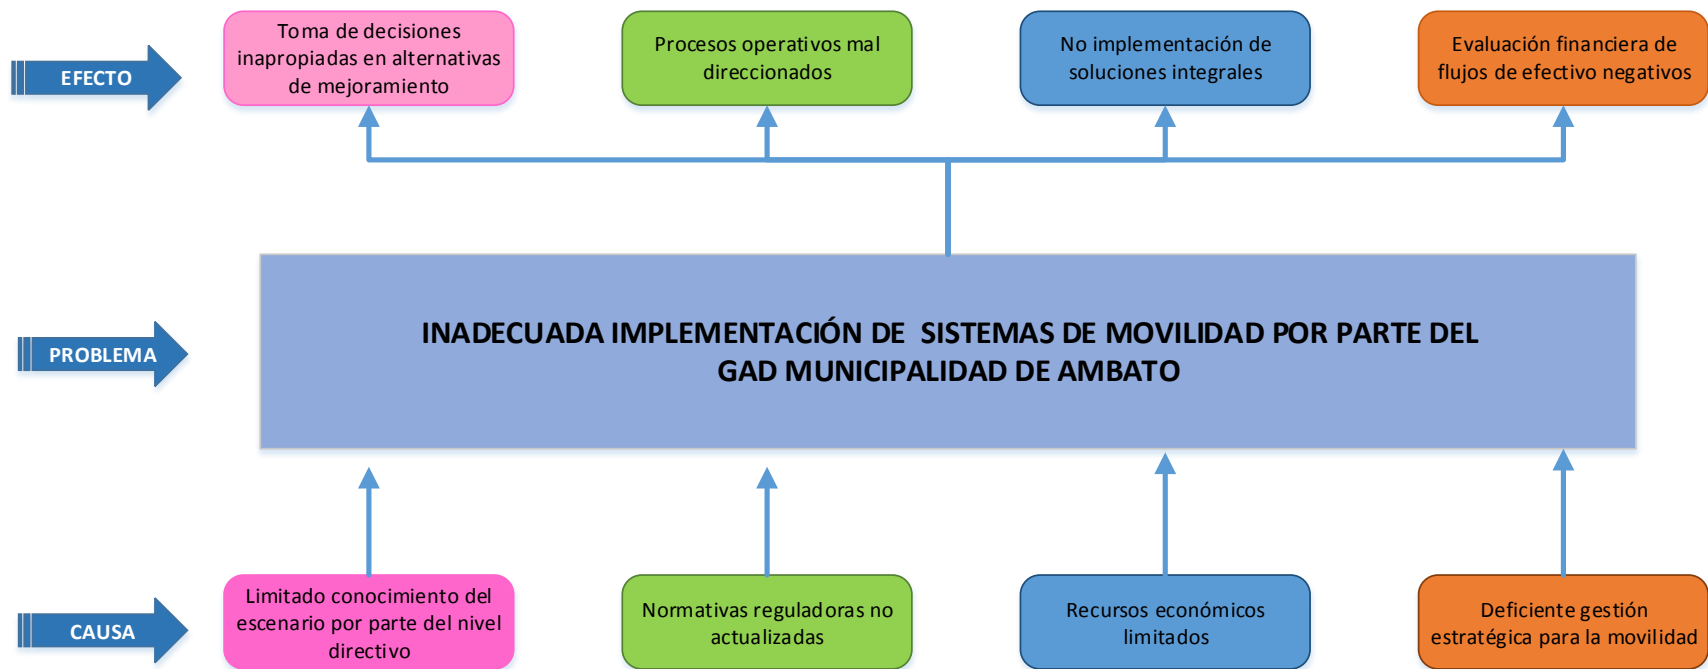 EFECTO
Toma de decisiones
inapropiadas en alternativas
de mejoramiento
Procesos operativos mal
direccionados
No implementación de
soluciones integrales
Evaluación financiera de
flujos de efectivo negativos
PROBLEMA
INADECUADA IMPLEMENTACIÓN DE SISTEMAS DE MOVILIDAD POR PARTE DEL
GAD MUNICIPALIDAD DE AMBATO
CAUSA
Limitado conocimiento del
escenario por parte del nivel
directivo
Normativas reguladoras no
actualizadas
Recursos económicos
limitados
Deficiente gestión
estratégica para la movilidad